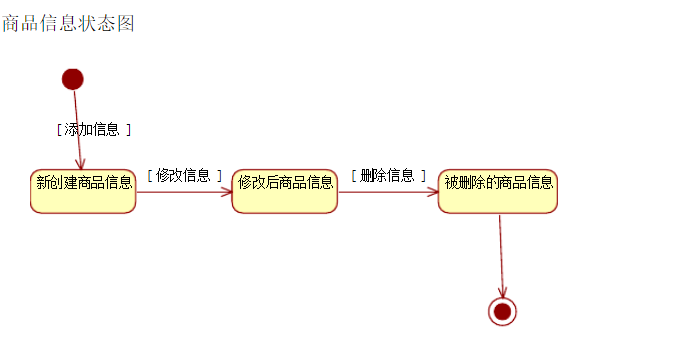 商品信息状态图
[ 添加信息 ]
[ 修改信息 ]
[ 删除信息 ]
新创建商品信息
修改后商品信息
被删除的商品信息